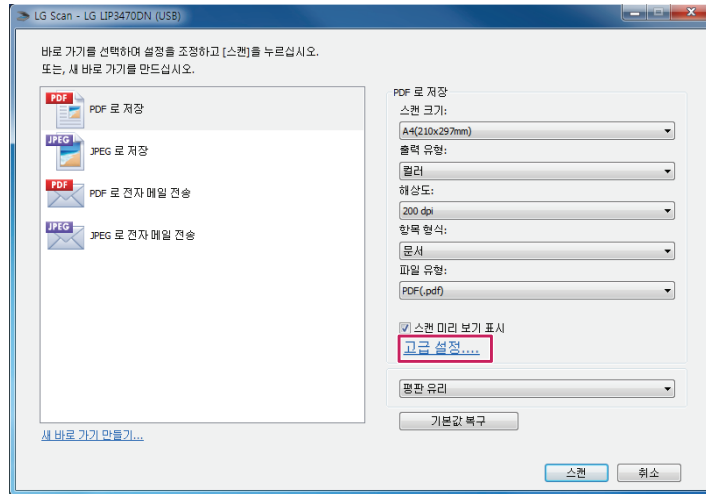 LG Scan - LG LIP3470DN (USB)
바로 가기를 선택하여 설정을 조정하고 [스캔]을 누르십시오.
또는, 새 바로 가기를 만드십시오.
PDF
PDF 로 저장
JPEG
JPEG 로 저장
PDF
PDF 로 전자 메일 전송
JPEG
JPEG 로 전자 메일 전송
새 바로 가기 만들기...
PDF 로 저장
스캔 크기:
A4(210x297mm)
출력 유형:
컬러
해상도:
200 dpi
항목 형식:
문서
파일 유형:
PDF(.pdf)
스캔 미리 보기 표시
고급 설정....
평판 유리
기본값 복구
스캔
취소